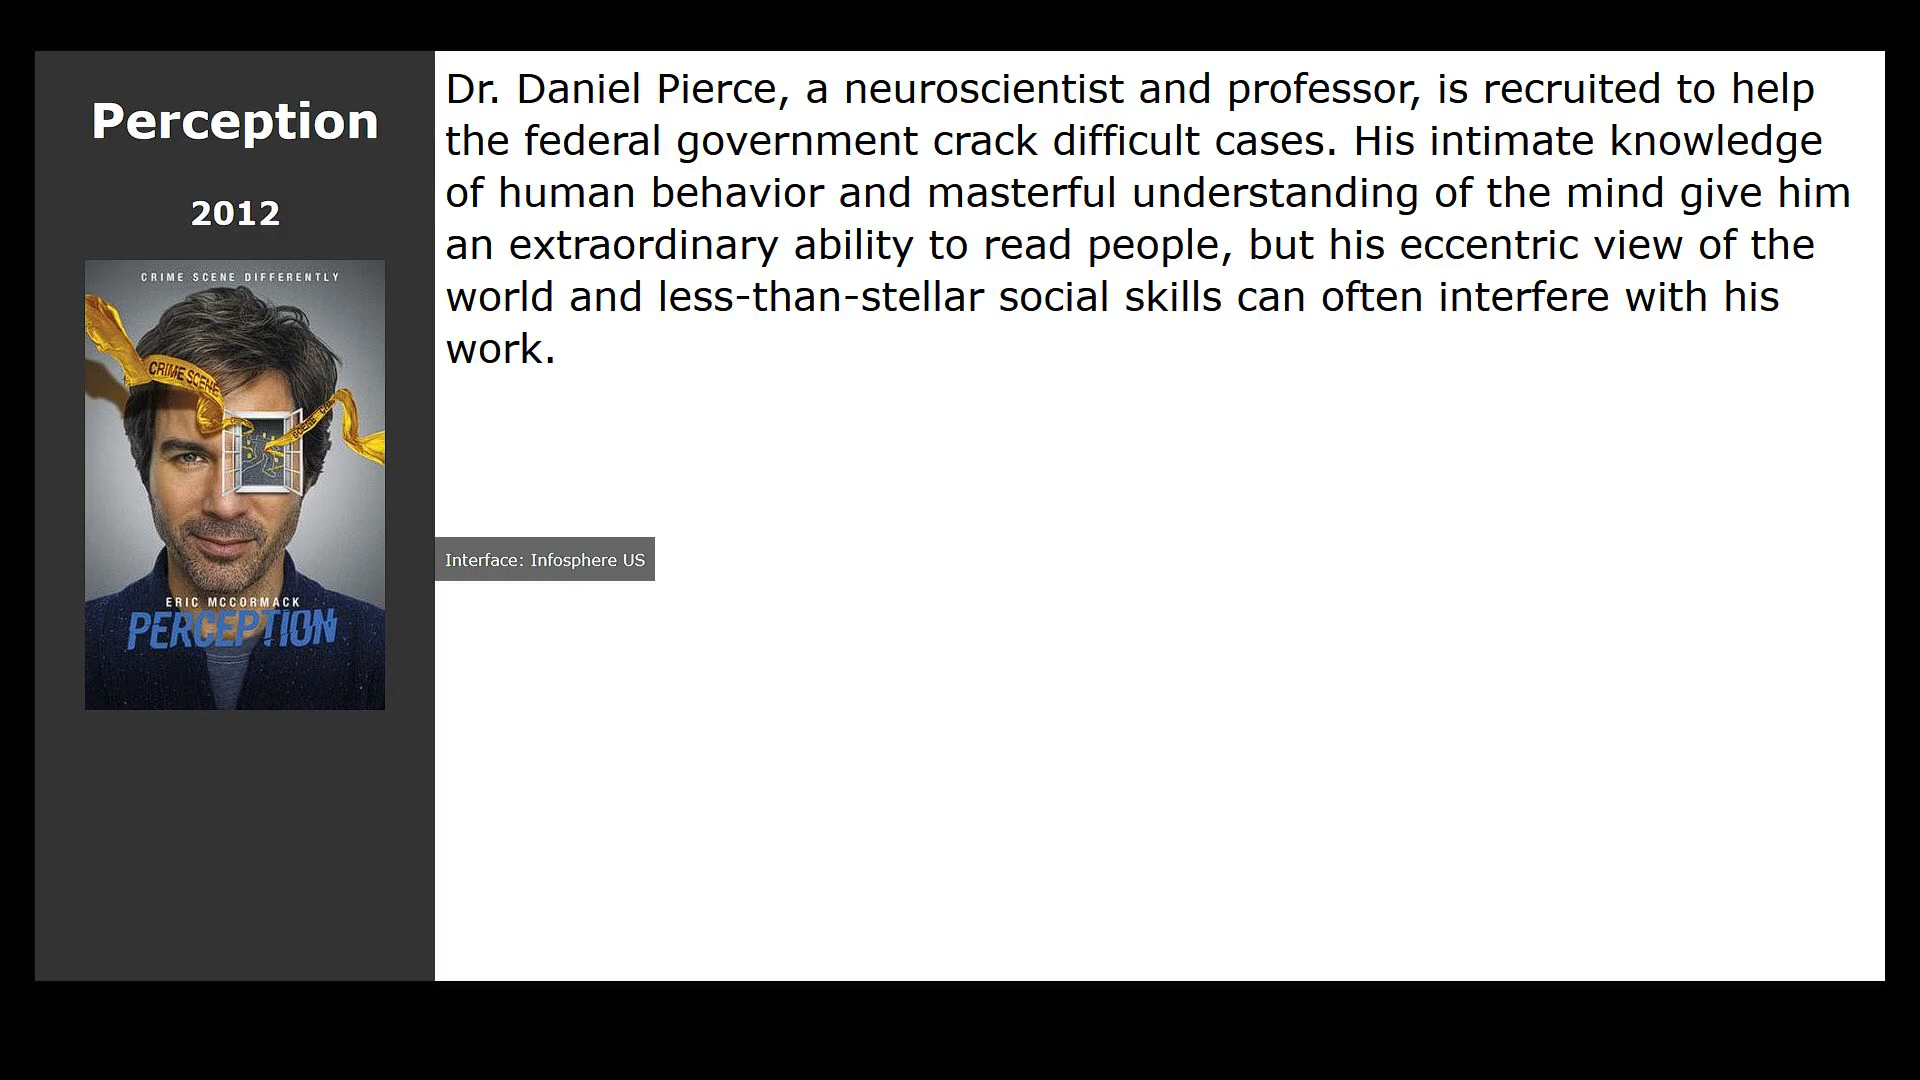 Perception
2012
CRIME SCENE DIFFERENTLY
CRIME SCENE
ERIC MCCORMACK
PERCEPTION
Dr. Daniel Pierce, a neuroscientist and professor, is recruited to help
the federal government crack difficult cases. His intimate knowledge
of human behavior and masterful understanding of the mind give him
an extraordinary ability to read people, but his eccentric view of the
world and less-than-stellar social skills can often interfere with his
work.
Interface: Infosphere US